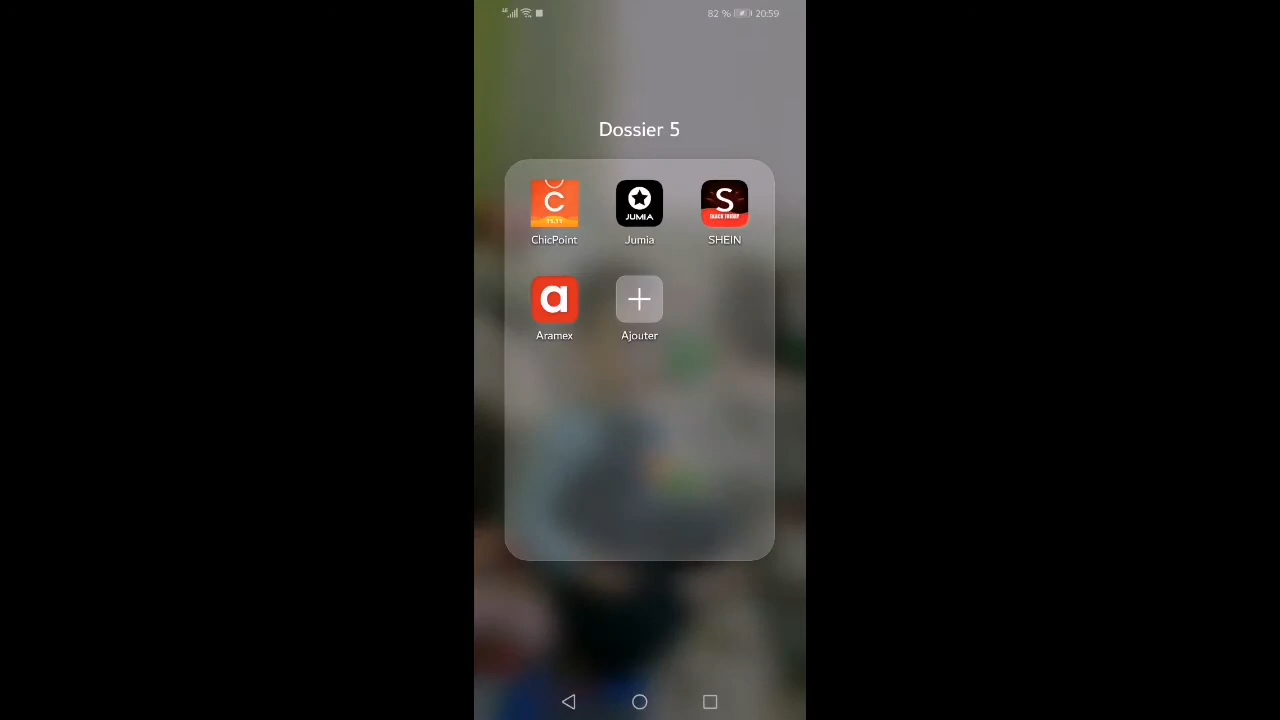 82 % 20:59
Dossier 5
C
JUMIA
S
BLACK FRIDAY
ChicPoint
Jumia
SHEIN
a
Aramex
Ajouter